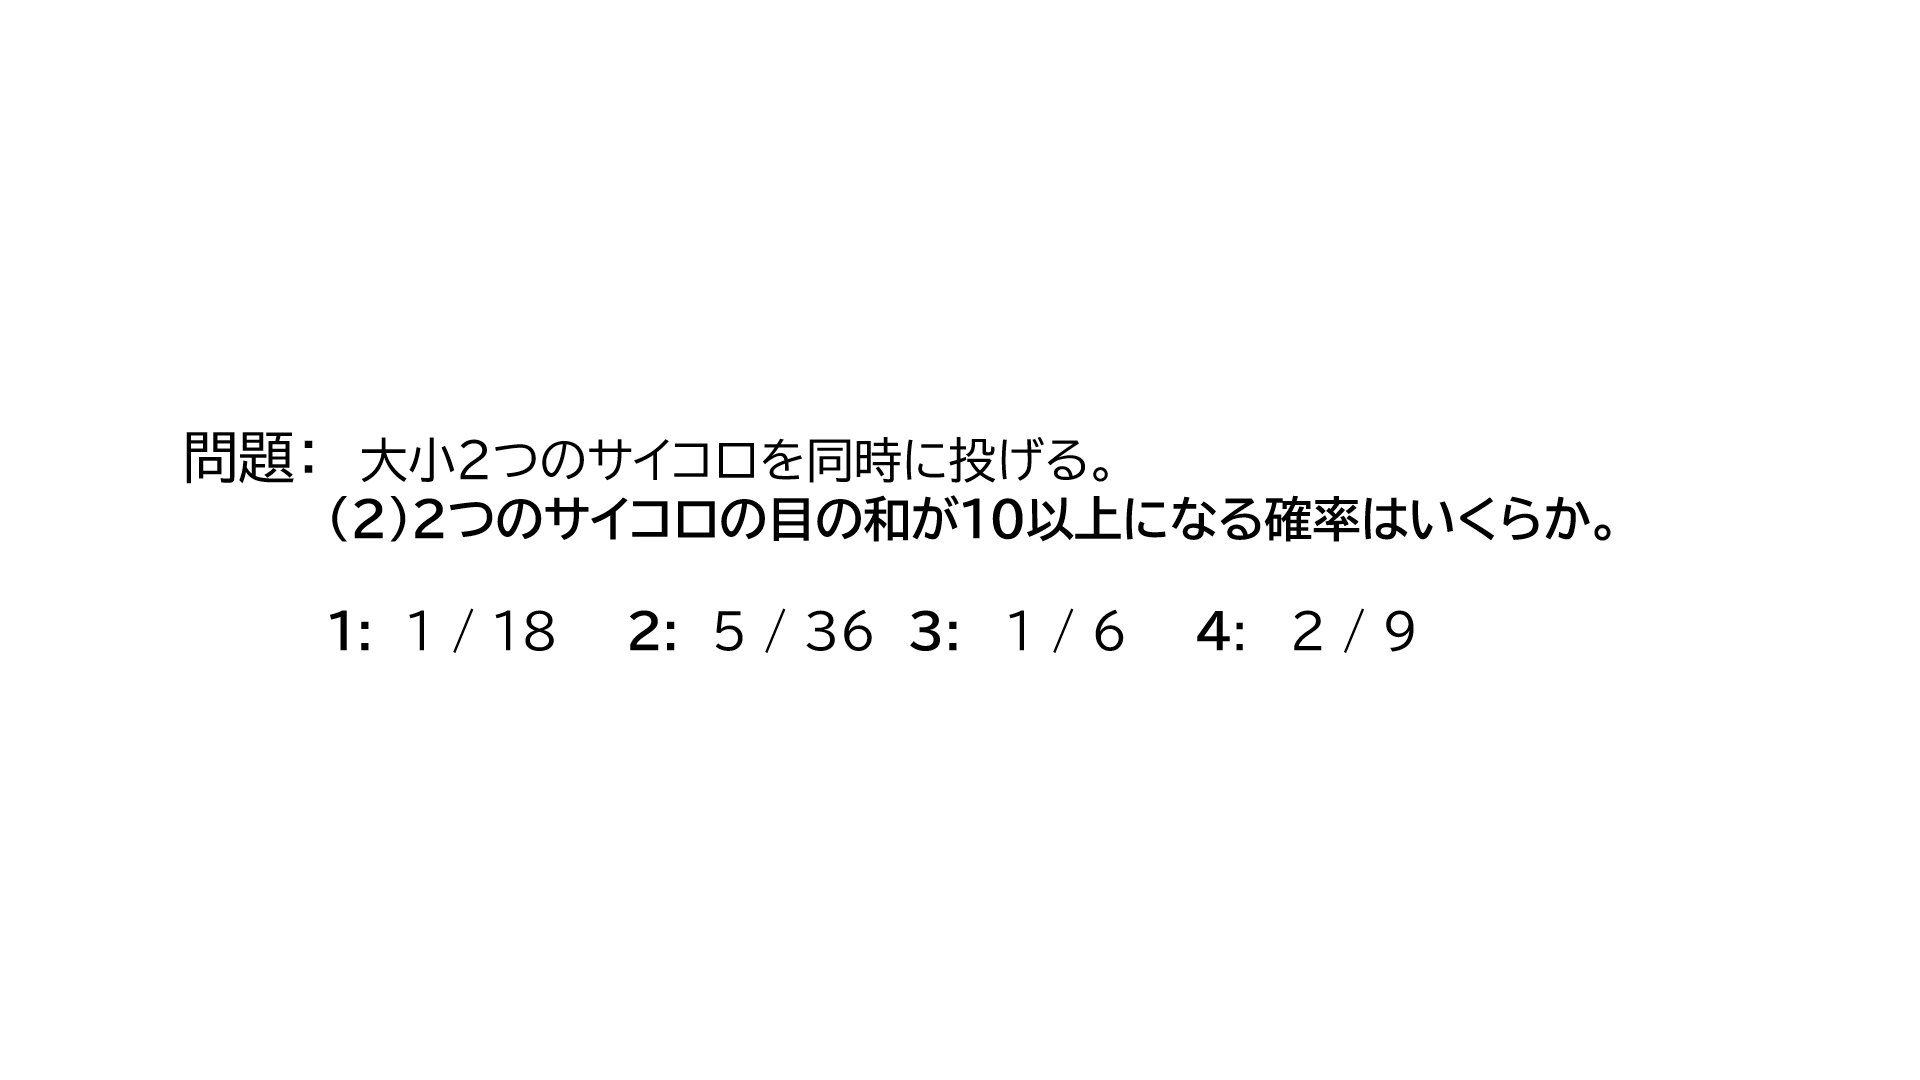 問題： 大小2つのサイコロを同時に投げる。
(2)2つのサイコロの目の和が10以上になる確率はいくらか。
1: 1 / 18 2: 5 / 36 3: 1 / 6 4: 2 / 9